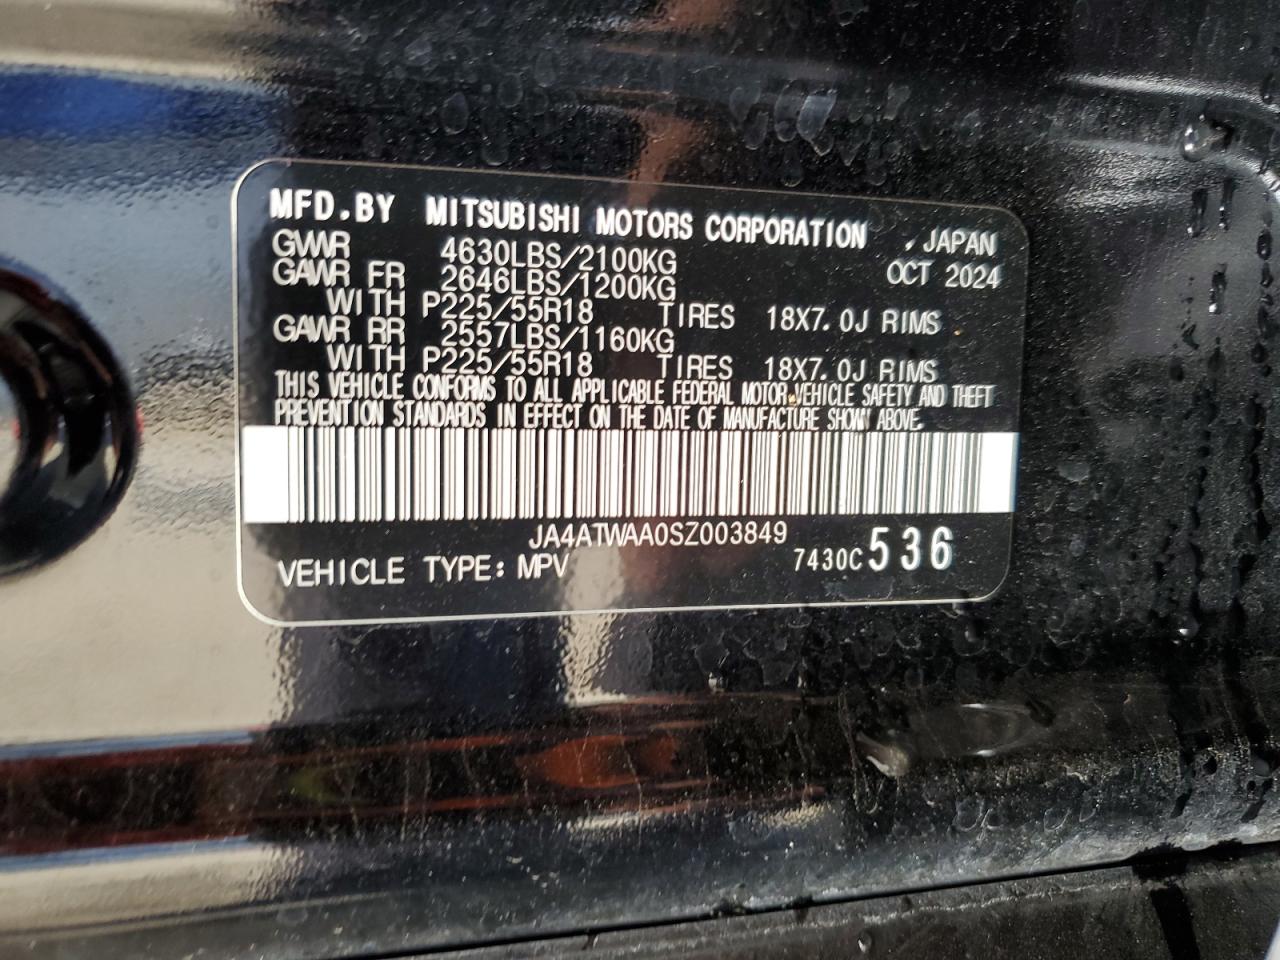 MFD.BY MITSUBISHI MOTORS CORPORATION , JAPAN
GVWR 4630LBS/2100KG OCT 2024
GAWR FR 2646LBS/1200KG
WITH P225/55R18 TIRES 18X7.0J RIMS
GAWR RR 2557LBS/1160KG
WITH P225/55R18 TIRES 18X7.0J RIMS
THIS VEHICLE CONFORMS TO ALL APPLICABLE FEDERAL MOTOR VEHICLE SAFETY AND THEFT
PREVENTION STANDARDS IN EFFECT ON THE DATE OF MANUFACTURE SHOWN ABOVE.
JA4ATWAA0SZ003849
VEHICLE TYPE: MPV 7430C 536